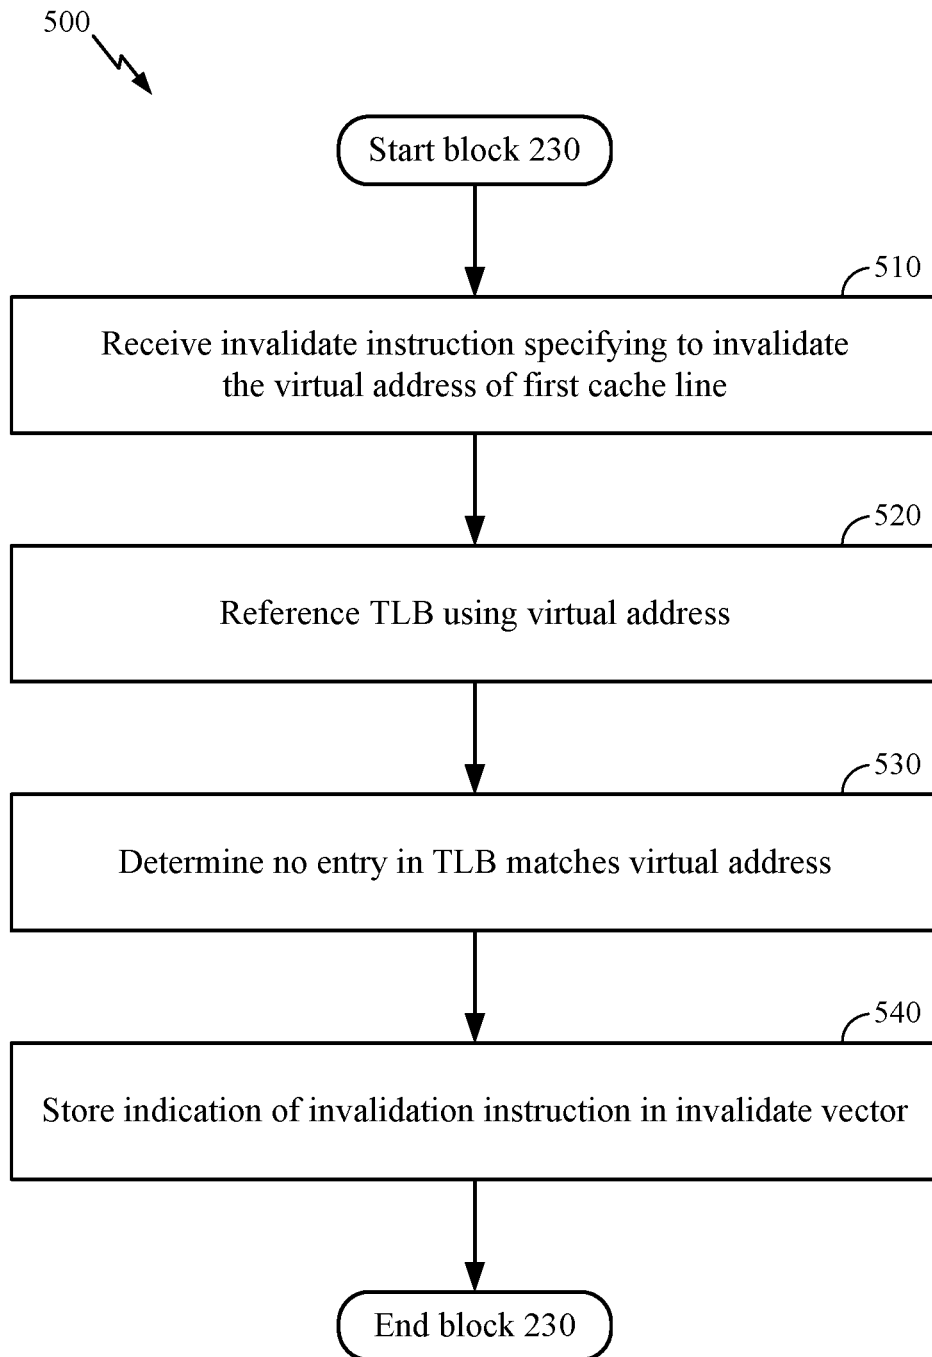 500
Start block 230
510
Receive invalidate instruction specifying to invalidate
the virtual address of first cache line
520
Reference TLB using virtual address
530
Determine no entry in TLB matches virtual address
540
Store indication of invalidation instruction in invalidate vector
End block 230